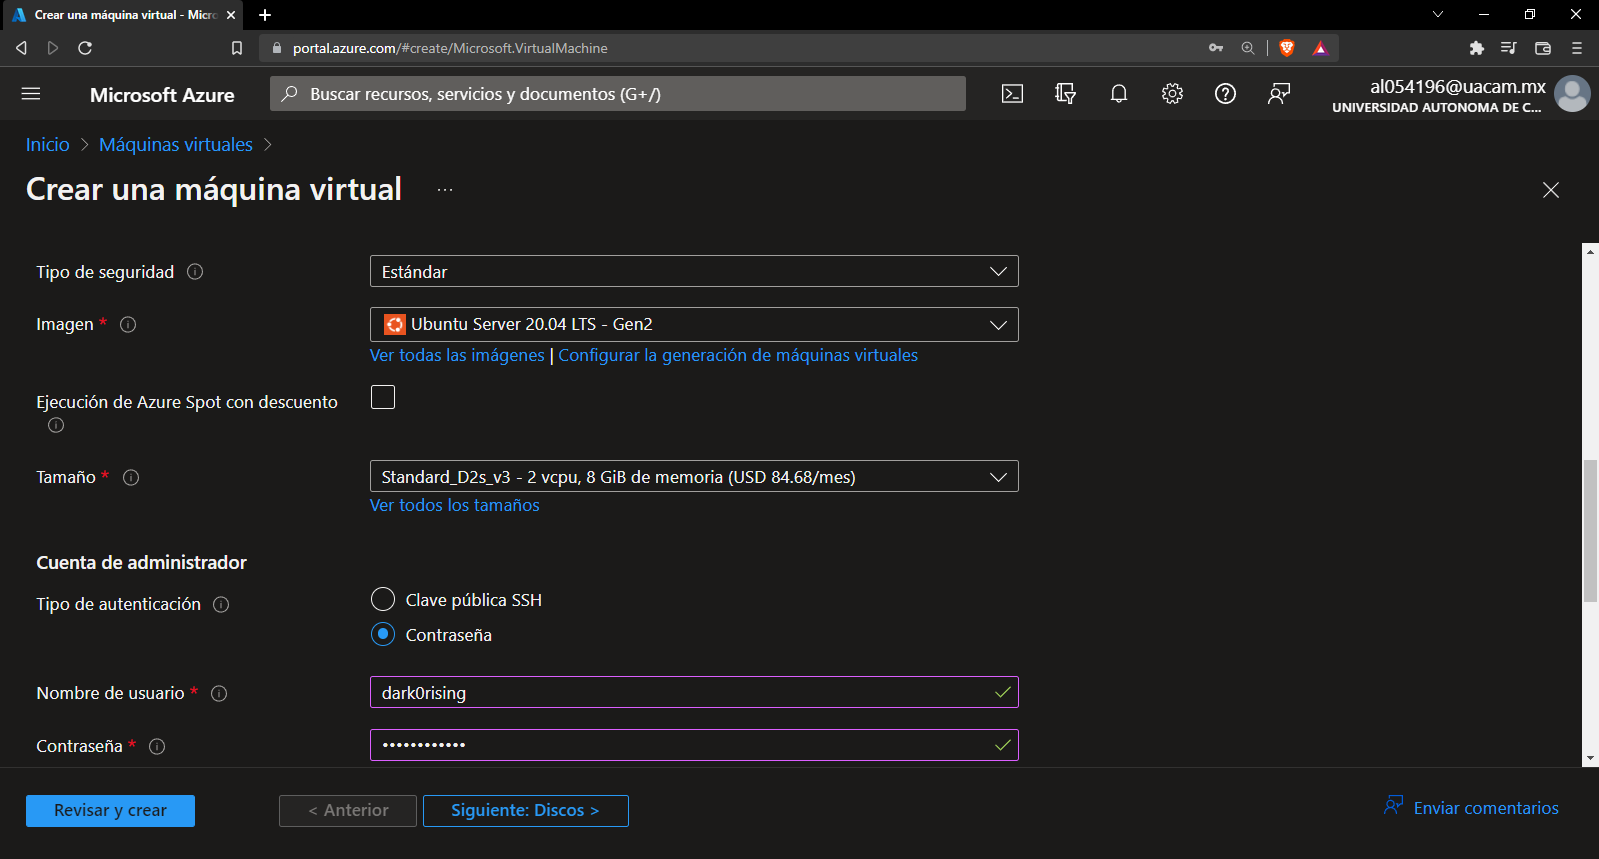 Crear una máquina virtual - Micro
portal.azure.com/#create/Microsoft.VirtualMachine
Microsoft Azure
Buscar recursos, servicios y documentos (G+/)
al054196@uacam.mx
UNIVERSIDAD AUTONOMA DE C...
Inicio > Máquinas virtuales >
Crear una máquina virtual ...
Tipo de seguridad
Estándar
Imagen *
Ubuntu Server 20.04 LTS - Gen2
Ver todas las imágenes | Configurar la generación de máquinas virtuales
Ejecución de Azure Spot con descuento
Tamaño *
Standard_D2s_v3 - 2 vcpu, 8 GiB de memoria (USD 84.68/mes)
Ver todos los tamaños
Cuenta de administrador
Tipo de autenticación
Clave pública SSH
Contraseña
Nombre de usuario *
dark0rising
Contraseña *
••••••••••••
Revisar y crear
< Anterior
Siguiente: Discos >
Enviar comentarios